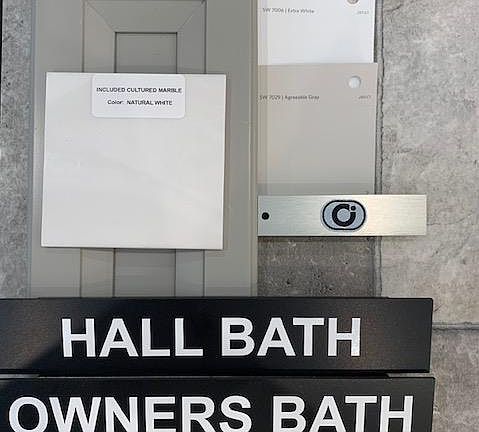 SW 7006 | Extra White
INCLUDED CULTURED MARBLE
Color: NATURAL WHITE
SW 7029 | Agreeable Gray
HALL BATH
OWNERS BATH